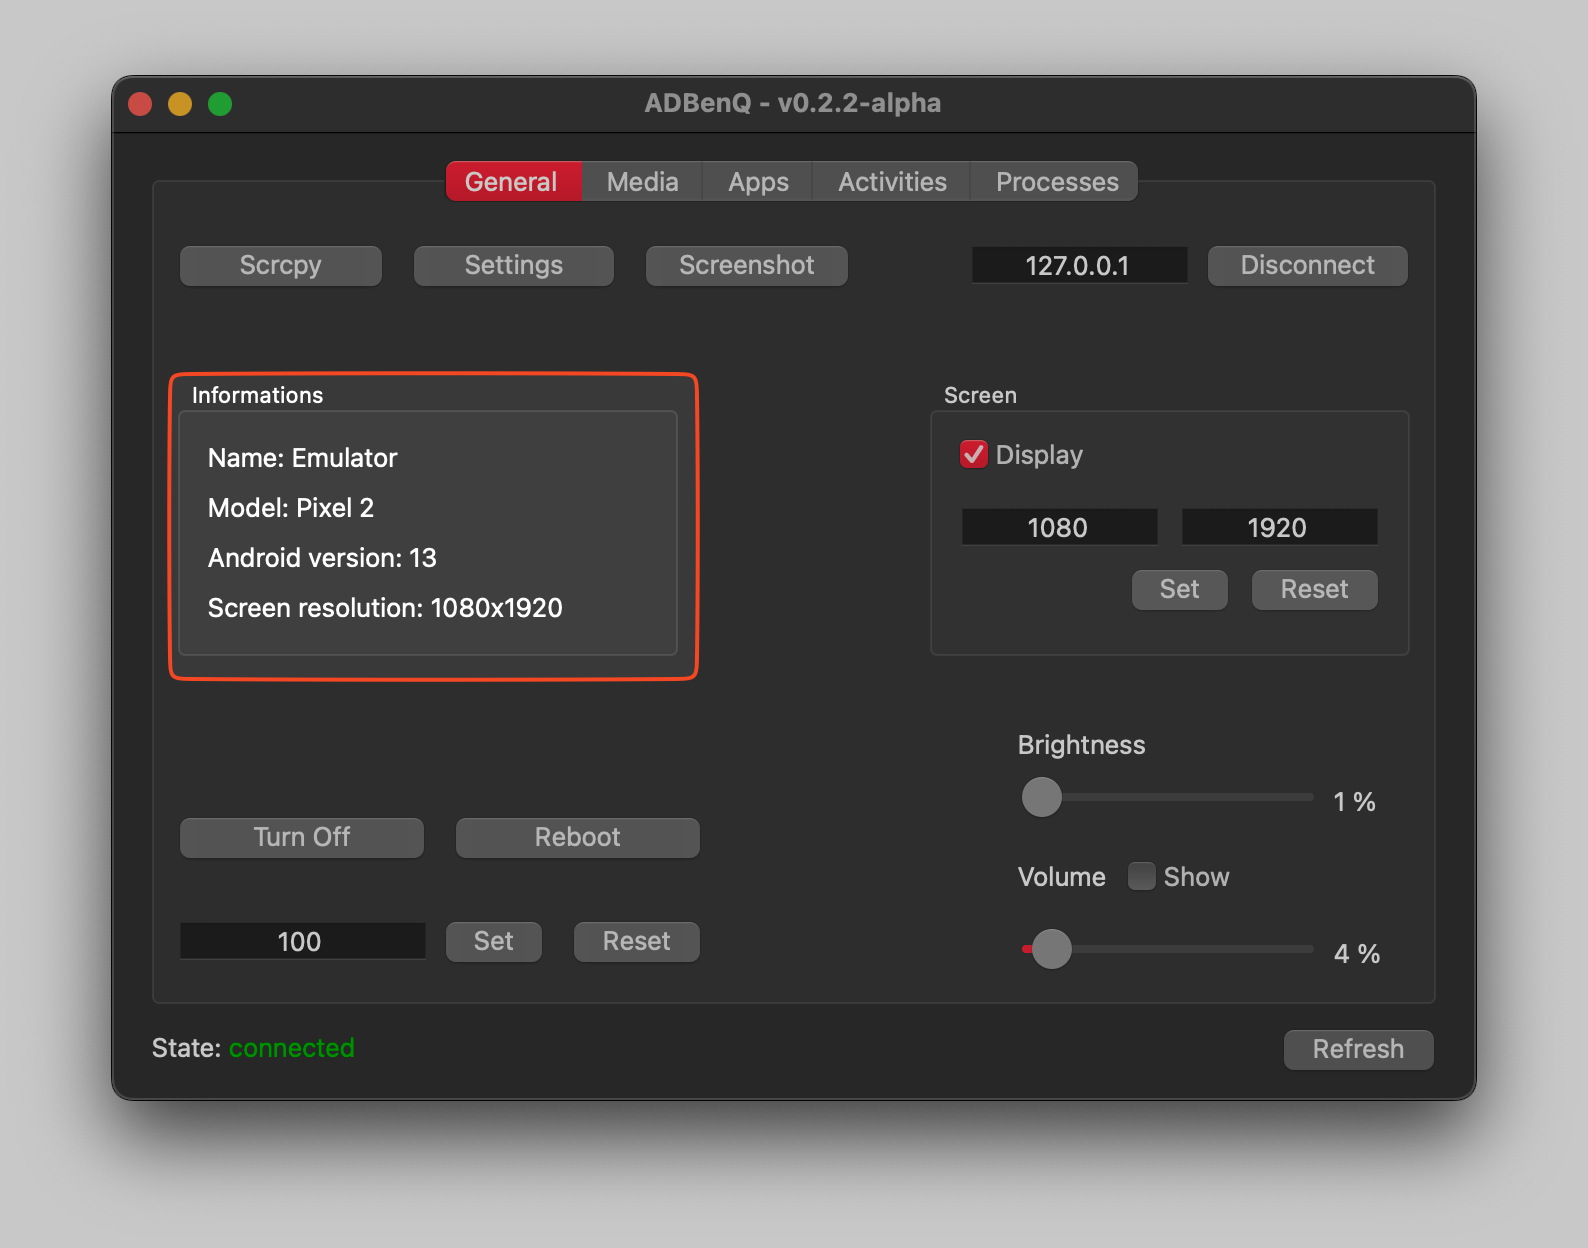 ADBenQ - v0.2.2-alpha
General Media Apps Activities Processes
Scrcpy Settings Screenshot 127.0.0.1 Disconnect
Informations
Name: Emulator
Model: Pixel 2
Android version: 13
Screen resolution: 1080x1920
Screen
Display
1080 1920
Set Reset
Brightness
1 %
Turn Off Reboot
Volume Show
100 Set Reset
4 %
State: connected
Refresh